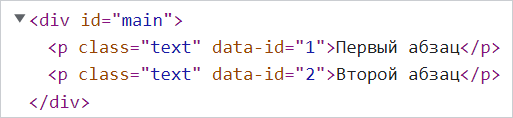 <div id="main">
<p class="text" data-id="1">Первый абзац</p>
<p class="text" data-id="2">Второй абзац</p>
</div>